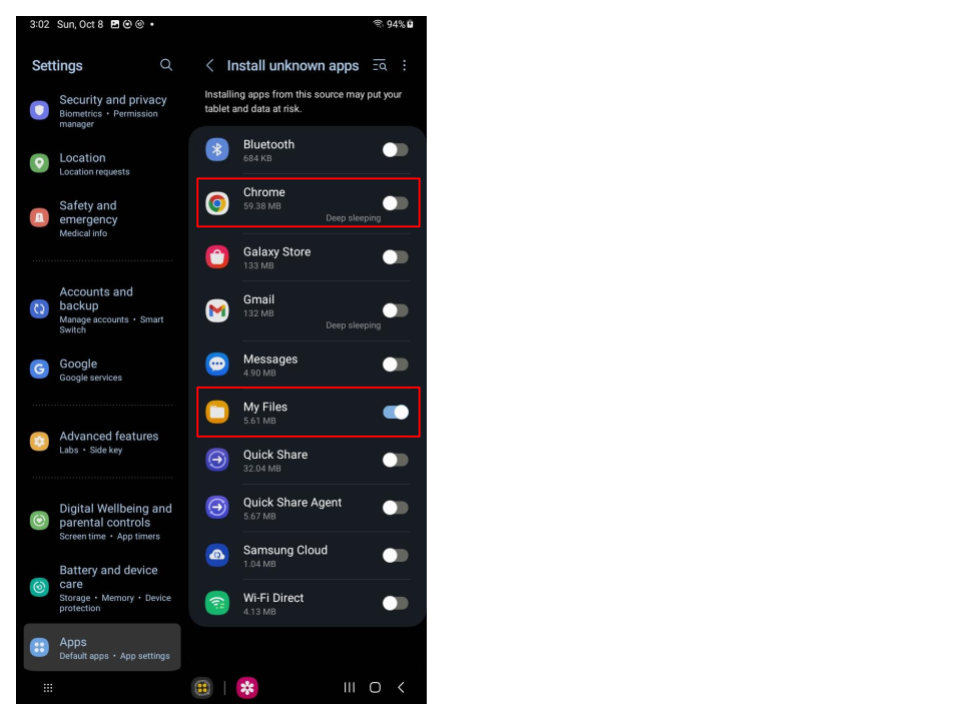 3:02 Sun, Oct 8
94%
Settings
Security and privacy
Biometrics • Permission
manager
Location
Location requests
Safety and
emergency
Medical info
Accounts and
backup
Manage accounts • Smart
Switch
Google
Google services
Advanced features
Labs • Side key
Digital Wellbeing and
parental controls
Screen time • App timers
Battery and device
care
Storage • Memory • Device
protection
Apps
Default apps • App settings
Install unknown apps
Installing apps from this source may put your
tablet and data at risk.
Bluetooth
684 KB
Chrome
59.38 MB
Deep sleeping
Galaxy Store
133 MB
Gmail
132 MB
Deep sleeping
Messages
4.90 MB
My Files
5.61 MB
Quick Share
32.04 MB
Quick Share Agent
5.67 MB
Samsung Cloud
1.04 MB
Wi-Fi Direct
4.13 MB